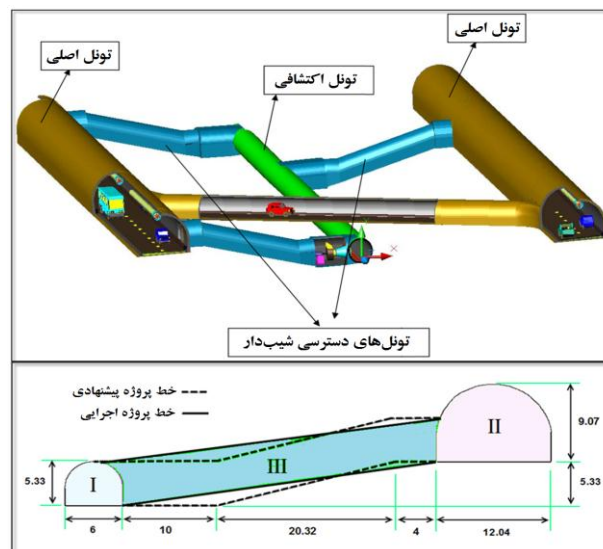 تونل اصلی
تونل اصلی
تونل اکتشافی
X
تونل‌های دسترسی شیب‌دار
خط پروژه پیشنهادی
خط پروژه اجرایی
I
II
III
5.33
9.07
5.33
6
10
20.32
4
12.04